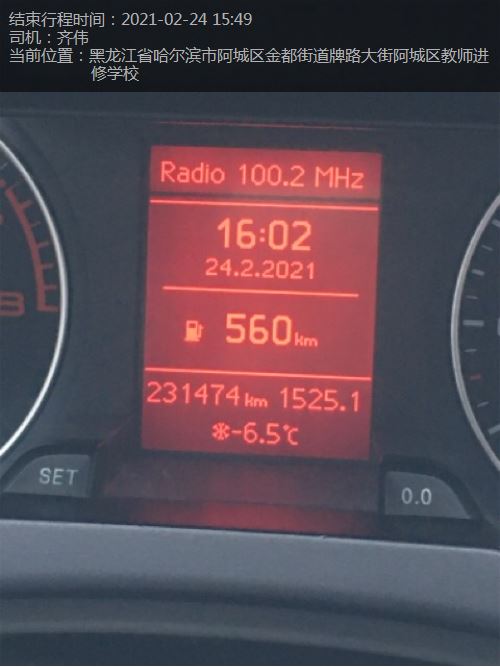 结束行程时间：2021-02-24 15:49
司机：齐伟
当前位置：黑龙江省哈尔滨市阿城区金都街道牌路大街阿城区教师进
修学校
Radio 100.2 MHz
16:02
24.2.2021
560km
231474km 1525.1
-6.5℃
SET
0.0